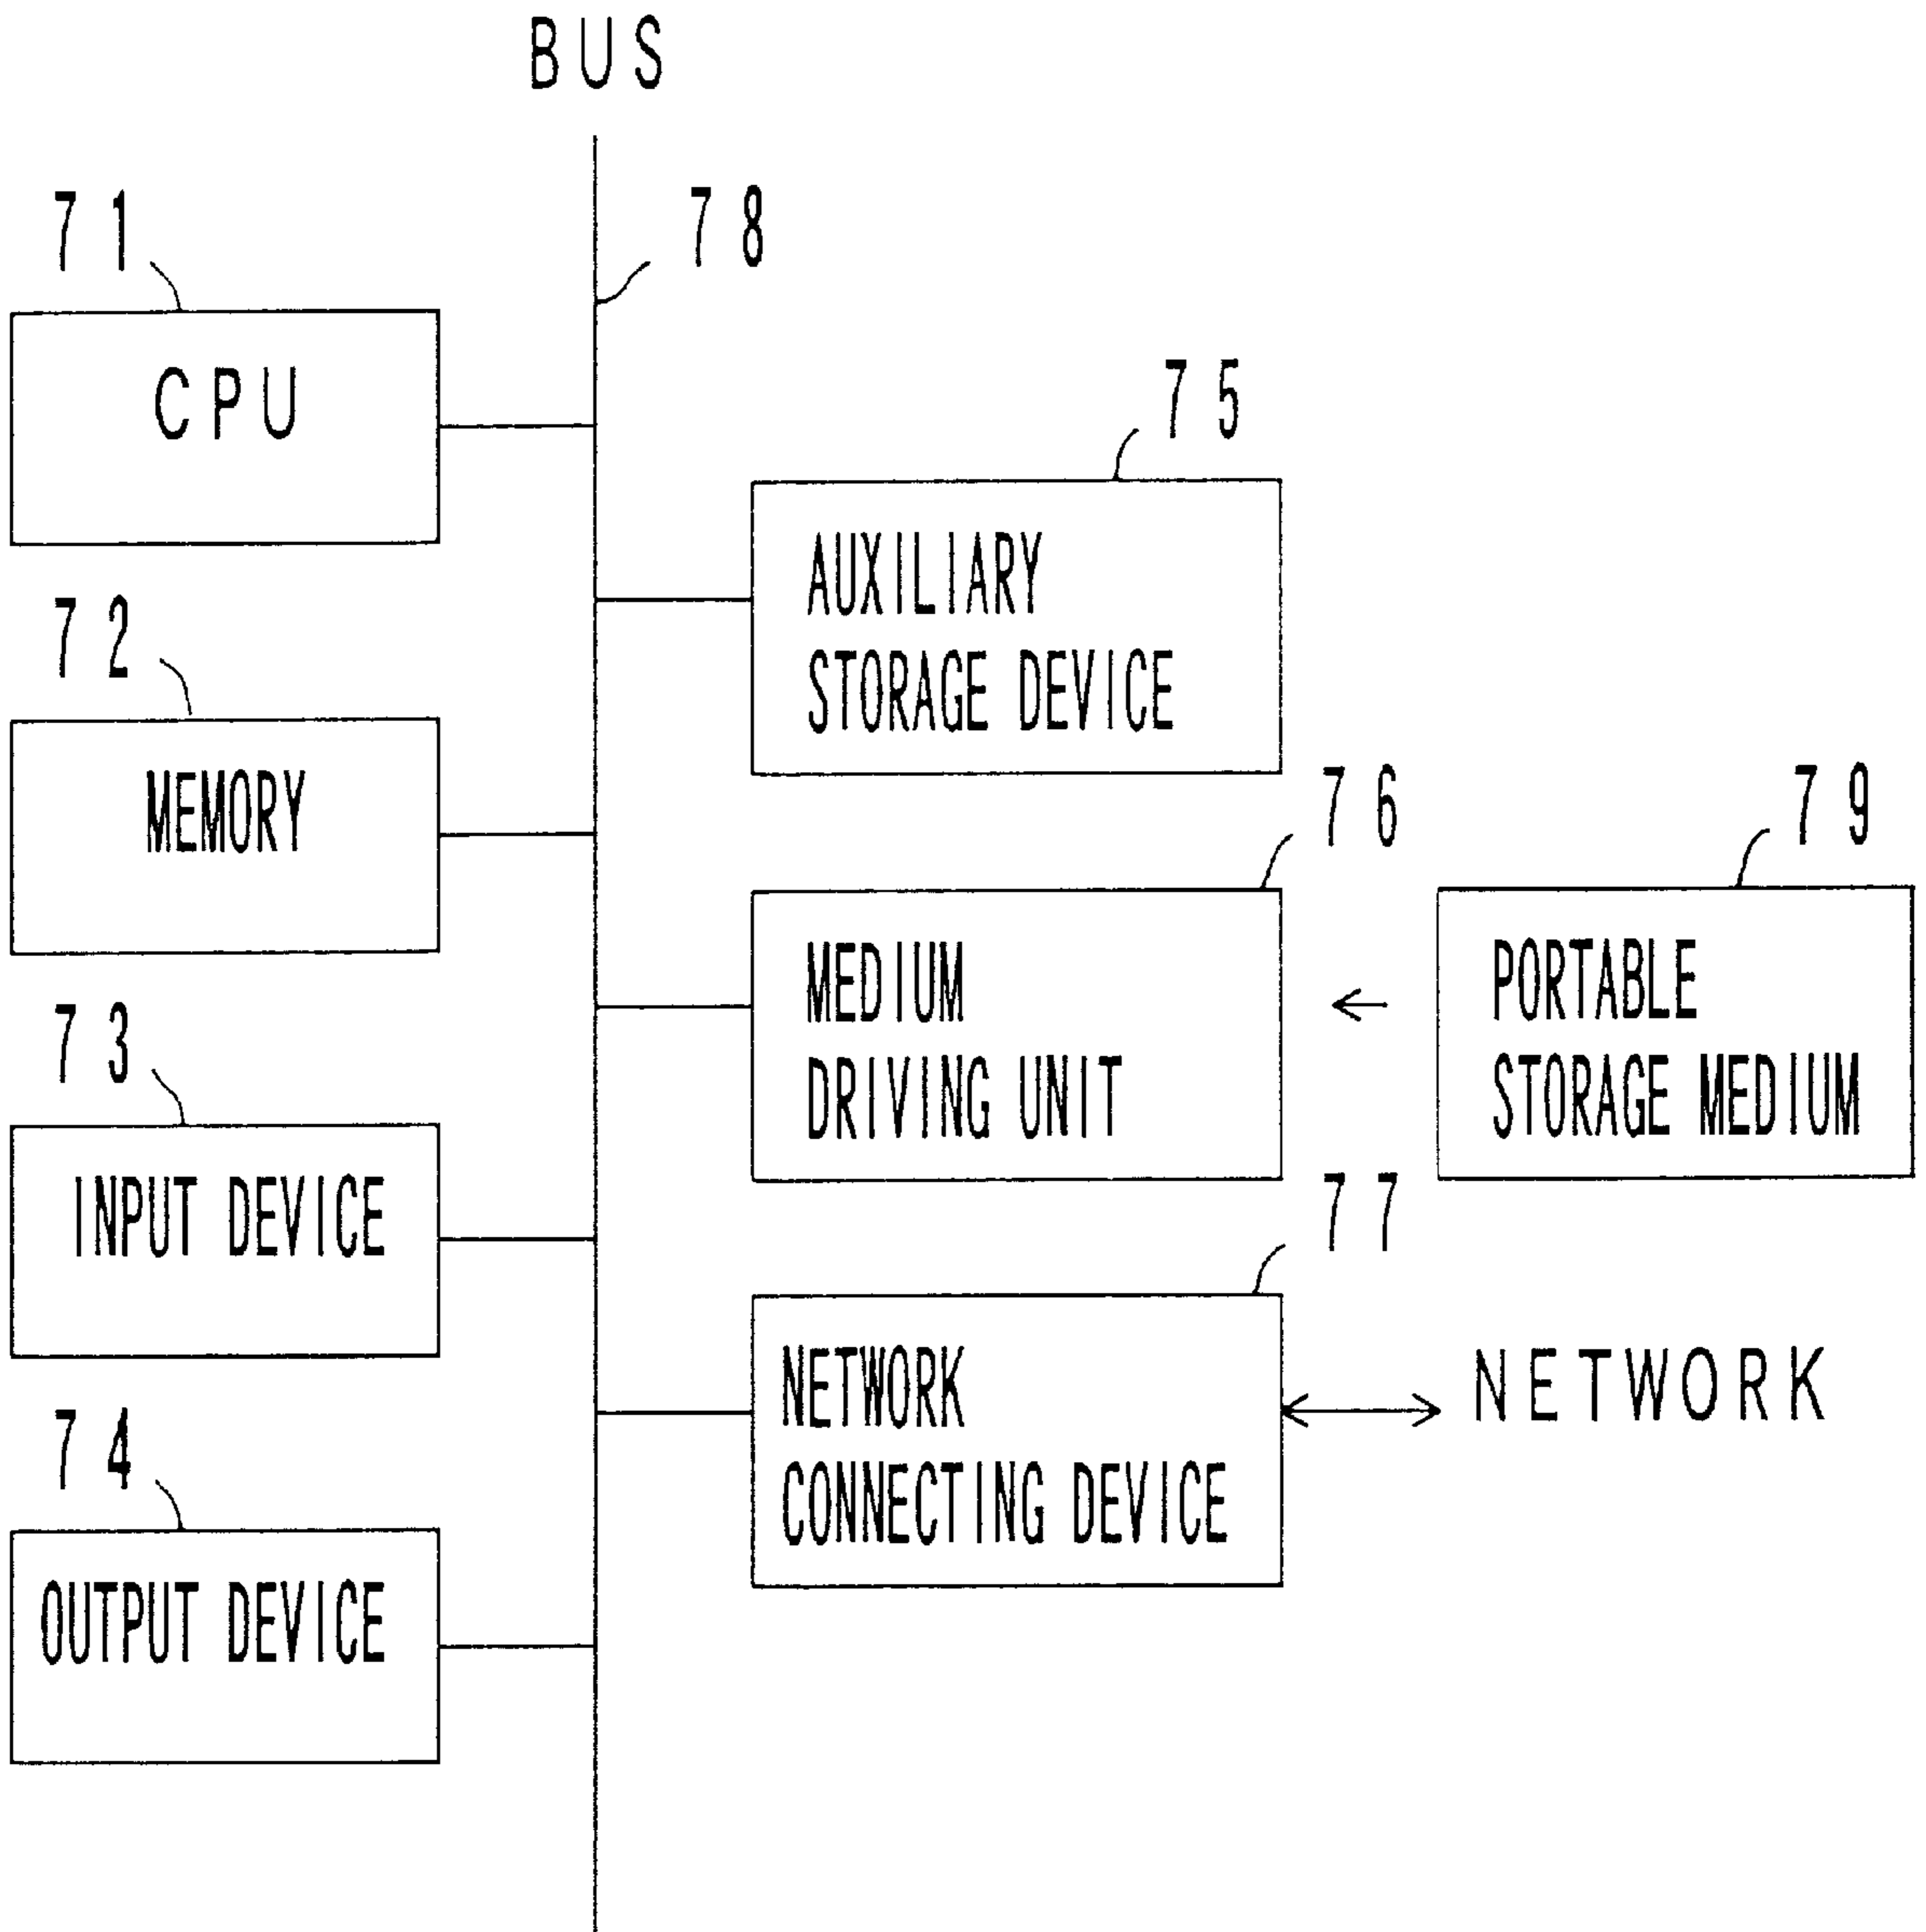 BUS
71
78
CPU
75
AUXILIARY
STORAGE DEVICE
72
MEMORY
76
79
MEDIUM
DRIVING UNIT
PORTABLE
STORAGE MEDIUM
73
INPUT DEVICE
77
NETWORK
CONNECTING DEVICE
NETWORK
74
OUTPUT DEVICE